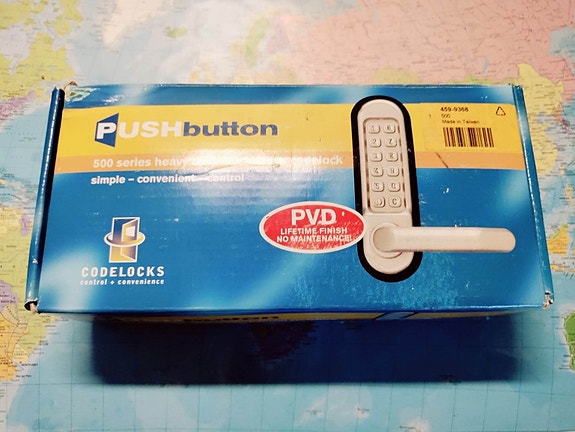 PUSHbutton
500 series heavy lock
simple – convenient – control
459-9368
500
Made in Taiwan
PVD
LIFETIME FINISH
NO MAINTENANCE!
CODELOCKS
control + convenience
C